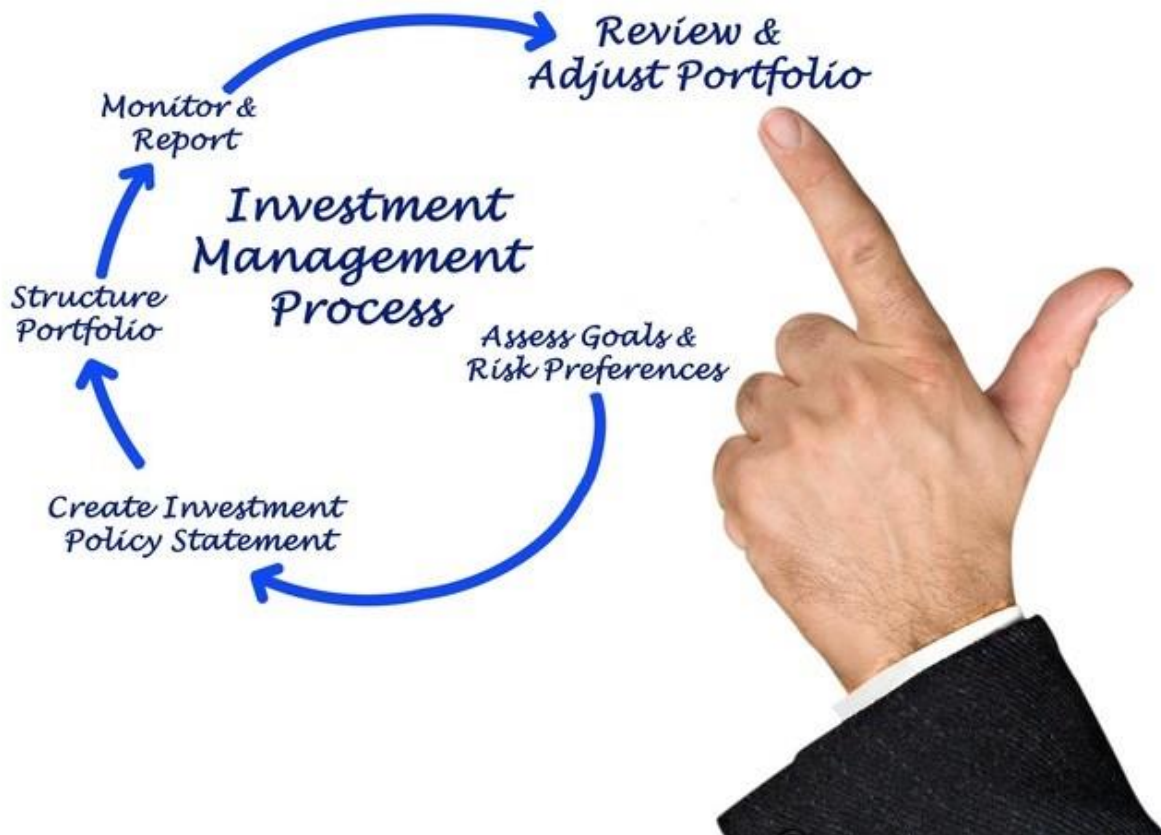 Review &
Adjust Portfolio
Monitor &
Report
Investment
Management
Process
Structure
Portfolio
Assess Goals &
Risk Preferences
Create Investment
Policy Statement